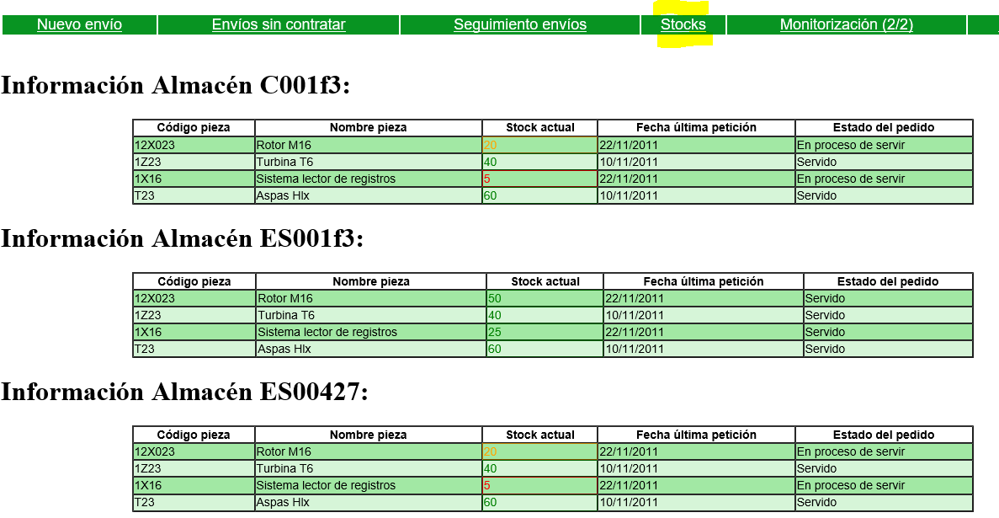 Nuevo envío Envíos sin contratar Seguimiento envíos Stocks Monitorización (2/2)
Información Almacén C001f3:
Código pieza Nombre pieza Stock actual Fecha última petición Estado del pedido
12X023 Rotor M16 20 22/11/2011 En proceso de servir
1Z23 Turbina T6 40 10/11/2011 Servido
1X16 Sistema lector de registros 5 22/11/2011 En proceso de servir
T23 Aspas Hlx 60 10/11/2011 Servido
Información Almacén ES001f3:
Código pieza Nombre pieza Stock actual Fecha última petición Estado del pedido
12X023 Rotor M16 50 22/11/2011 Servido
1Z23 Turbina T6 40 10/11/2011 Servido
1X16 Sistema lector de registros 25 22/11/2011 Servido
T23 Aspas Hlx 60 10/11/2011 Servido
Información Almacén ES00427:
Código pieza Nombre pieza Stock actual Fecha última petición Estado del pedido
12X023 Rotor M16 20 22/11/2011 En proceso de servir
1Z23 Turbina T6 40 10/11/2011 Servido
1X16 Sistema lector de registros 5 22/11/2011 En proceso de servir
T23 Aspas Hlx 60 10/11/2011 Servido